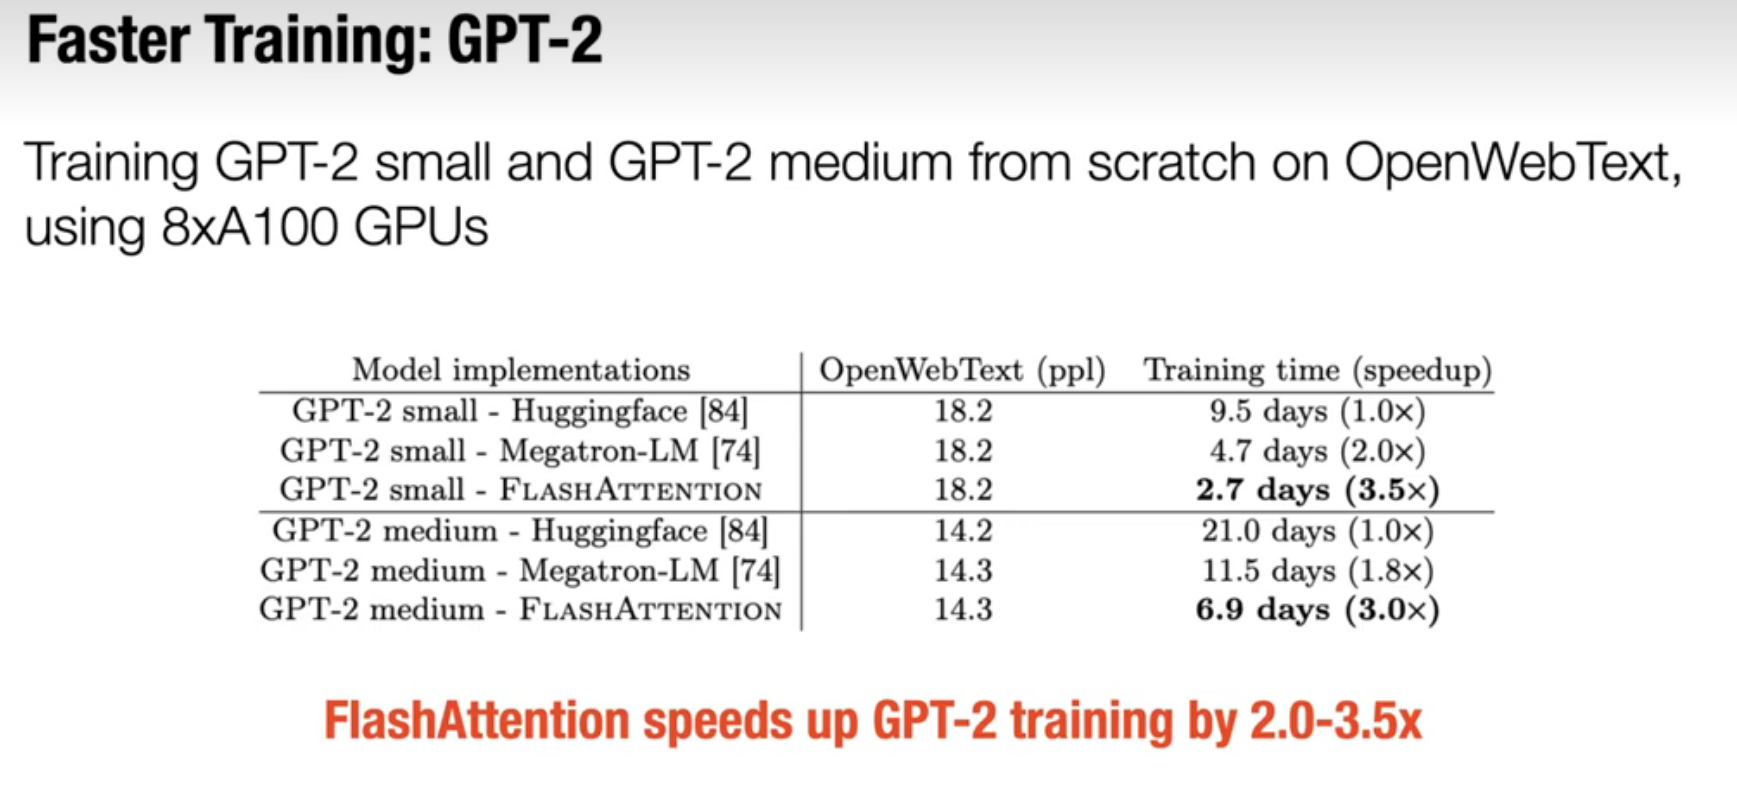 Faster Training: GPT-2
Training GPT-2 small and GPT-2 medium from scratch on OpenWebText,
using 8xA100 GPUs
Model implementations OpenWebText (ppl) Training time (speedup)
GPT-2 small - Huggingface [84] 18.2 9.5 days (1.0×)
GPT-2 small - Megatron-LM [74] 18.2 4.7 days (2.0×)
GPT-2 small - FLASHATTENTION 18.2 2.7 days (3.5×)
GPT-2 medium - Huggingface [84] 14.2 21.0 days (1.0×)
GPT-2 medium - Megatron-LM [74] 14.3 11.5 days (1.8×)
GPT-2 medium - FLASHATTENTION 14.3 6.9 days (3.0×)
FlashAttention speeds up GPT-2 training by 2.0-3.5x